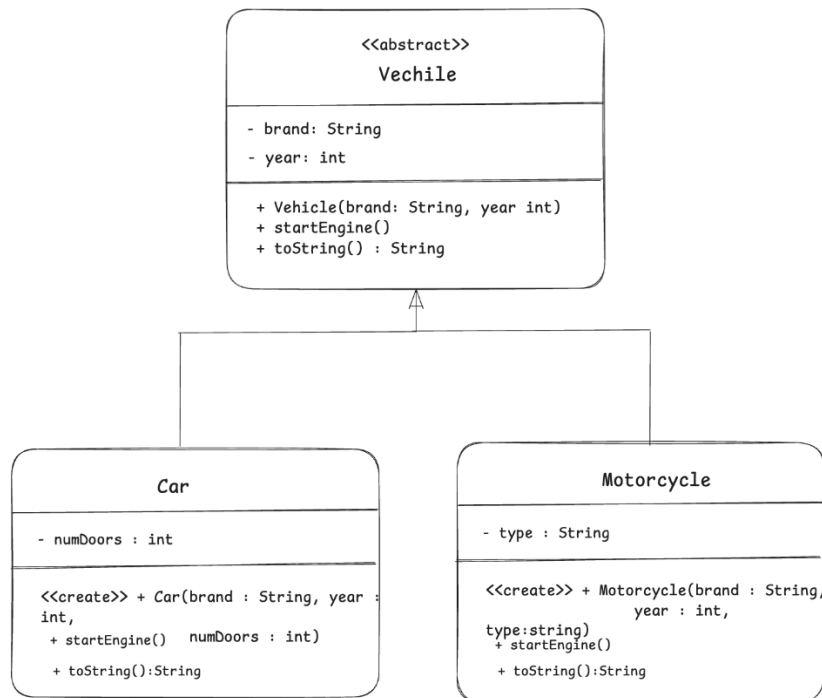 <<abstract>>
Vechile
- brand: String
- year: int
+ Vehicle(brand: String, year int)
+ startEngine()
+ toString() : String
Car
- numDoors : int
<<create>> + Car(brand : String, year :
int,
numDoors : int)
+ startEngine()
+ toString():String
Motorcycle
- type : String
<<create>> + Motorcycle(brand : String,
year : int,
type:string)
+ startEngine()
+ toString():String